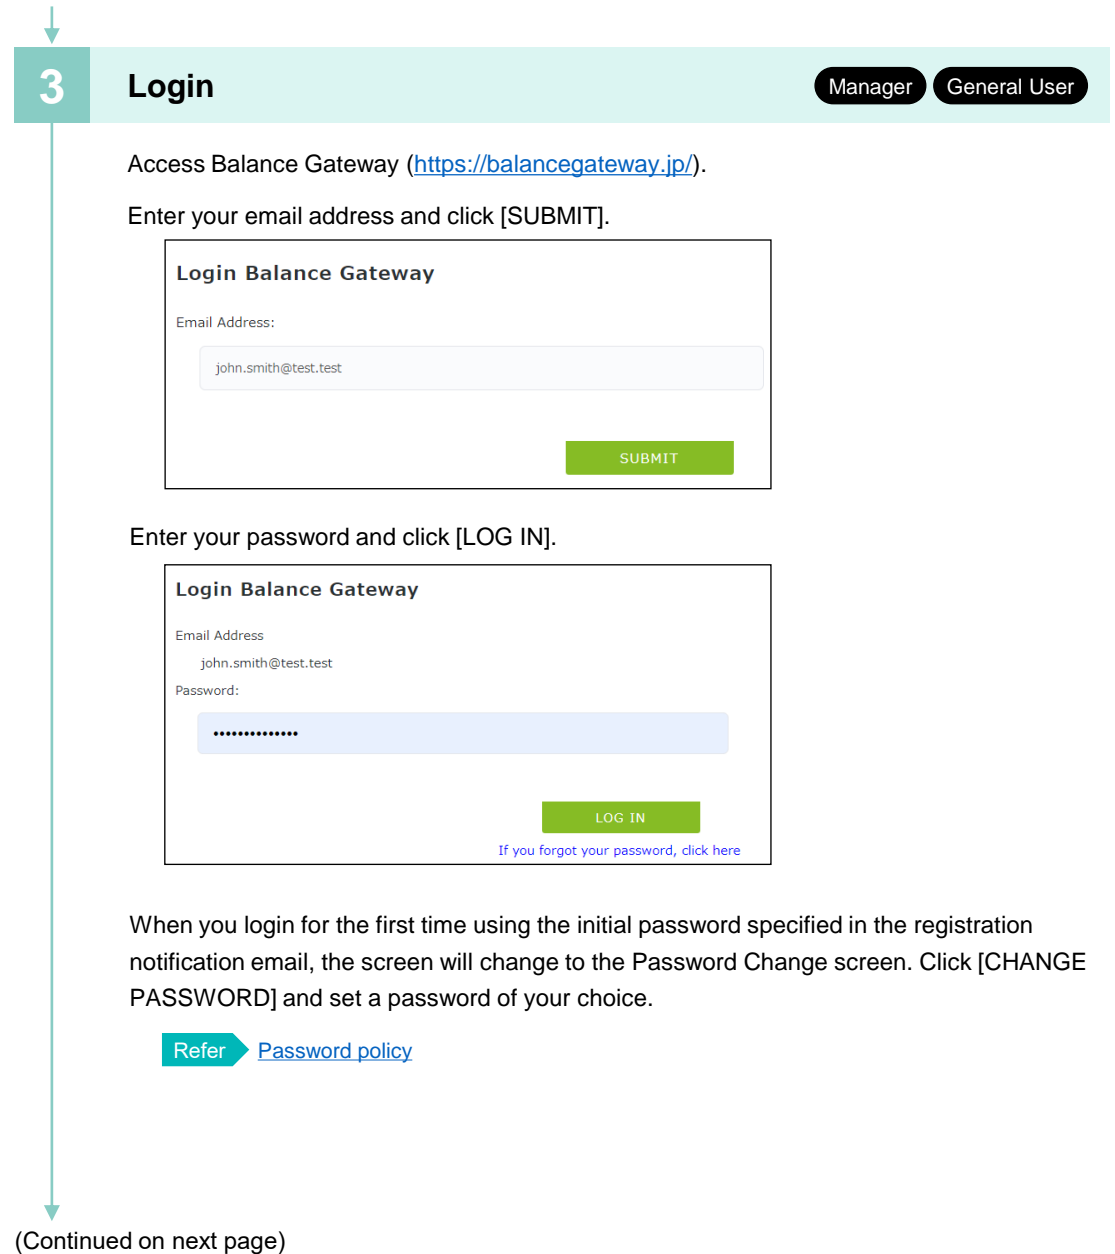 3
Login
Manager
General User
Access Balance Gateway (https://balancegateway.jp/).
Enter your email address and click [SUBMIT].
Login Balance Gateway
Email Address:
john.smith@test.test
SUBMIT
Enter your password and click [LOG IN].
Login Balance Gateway
Email Address
john.smith@test.test
Password:
••••••••••••••
LOG IN
If you forgot your password, click here
When you login for the first time using the initial password specified in the registration
notification email, the screen will change to the Password Change screen. Click [CHANGE
PASSWORD] and set a password of your choice.
Refer
Password policy
(Continued on next page)